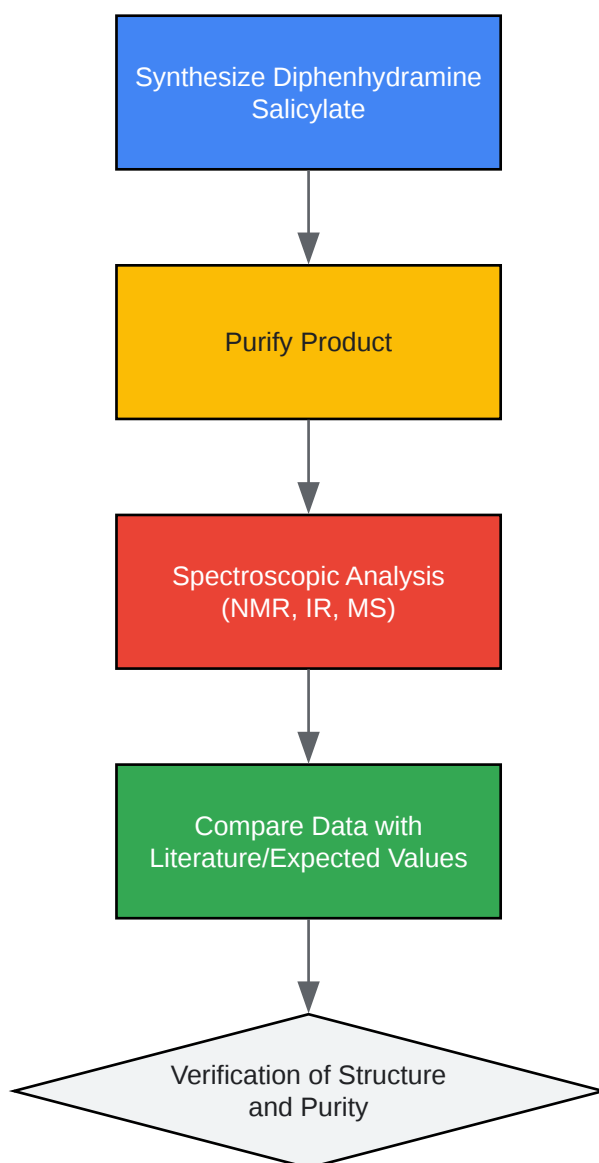 Synthesize Diphenhydramine
Salicylate
Purify Product
Spectroscopic Analysis
(NMR, IR, MS)
Compare Data with
Literature/Expected Values
Verification of Structure
and Purity